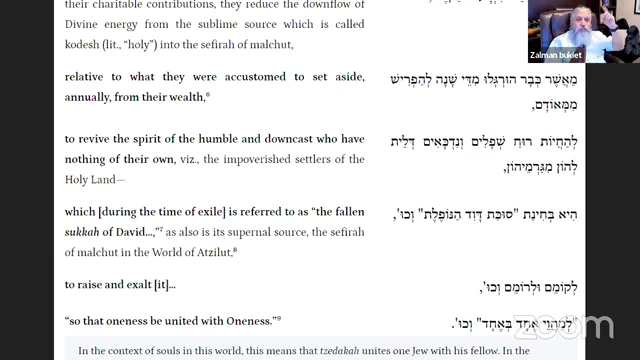 their charitable contributions, they reduce the downflow of
Divine energy from the sublime source which is called
kodesh (lit., “holy”) into the sefirah of malchut,
relative to what they were accustomed to set aside,
annually, from their wealth,⁶
מֵאֲשֶׁר כְּבָר הוּרְגְּלוּ מִדֵּי שָׁנָה לְהַפְרִישׁ
מִמְּאוֹדָם,
to revive the spirit of the humble and downcast who have
nothing of their own, viz., the impoverished settlers of the
Holy Land—
לְהַחֲיוֹת רוּחַ שְׁפָלִים וְנִדְכָּאִים דְּלֵית
לְהוֹן מִגַּרְמֵיהוֹן,
which [during the time of exile] is referred to as “the fallen
sukkah of David...,”⁷ as also is its supernal source, the sefirah
of malchut in the World of Atzilut,⁸
הִיא בְּחִינַת "סוּכַּת דָּוִד הַנּוֹפֶלֶת" וְכוּ',
to raise and exalt [it]...
לְקוֹמֵם וּלְרוֹמֵם וְכוּ',
“so that oneness be united with Oneness.”⁹
"לְמֶהֱוֵי אֶחָד בְּאֶחָד" וְכוּ'.
In the context of souls in this world, this means that tzedakah unites one Jew with his fellow. In the
Zalman bukiet
zoom